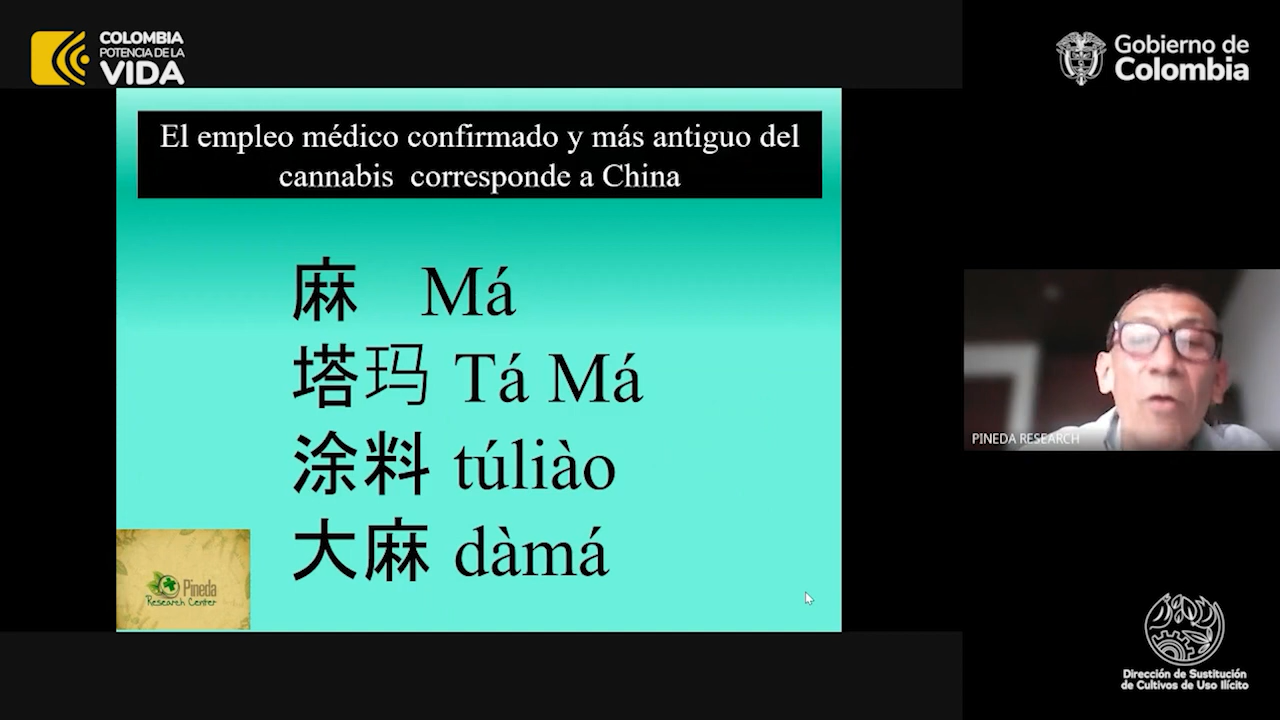 COLOMBIA
POTENCIA DE LA
VIDA
Gobierno de
Colombia
El empleo médico confirmado y más antiguo del
cannabis corresponde a China
麻 Má
塔玛 Tá Má
涂料 túliào
大麻 dàmá
PINEDA RESEARCH
Pineda
Research Center
Dirección de Sustitución
de Cultivos de Uso Ilícito